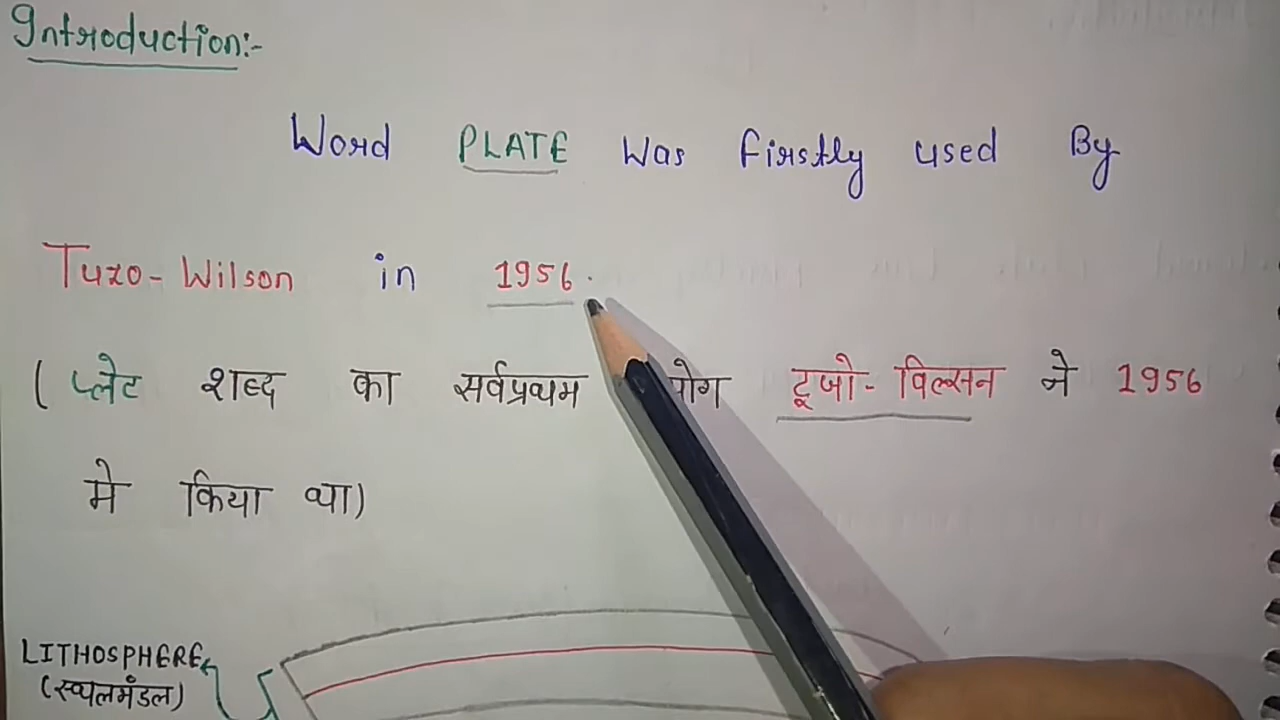 Introduction:-
Word PLATE was firstly used By
Tuzo-Wilson in 1956.
( प्लेट शब्द का सर्वप्रथम टूजो-विल्सन ने 1956
मे किया था)
LITHOSPHERE
(स्थलमंडल)